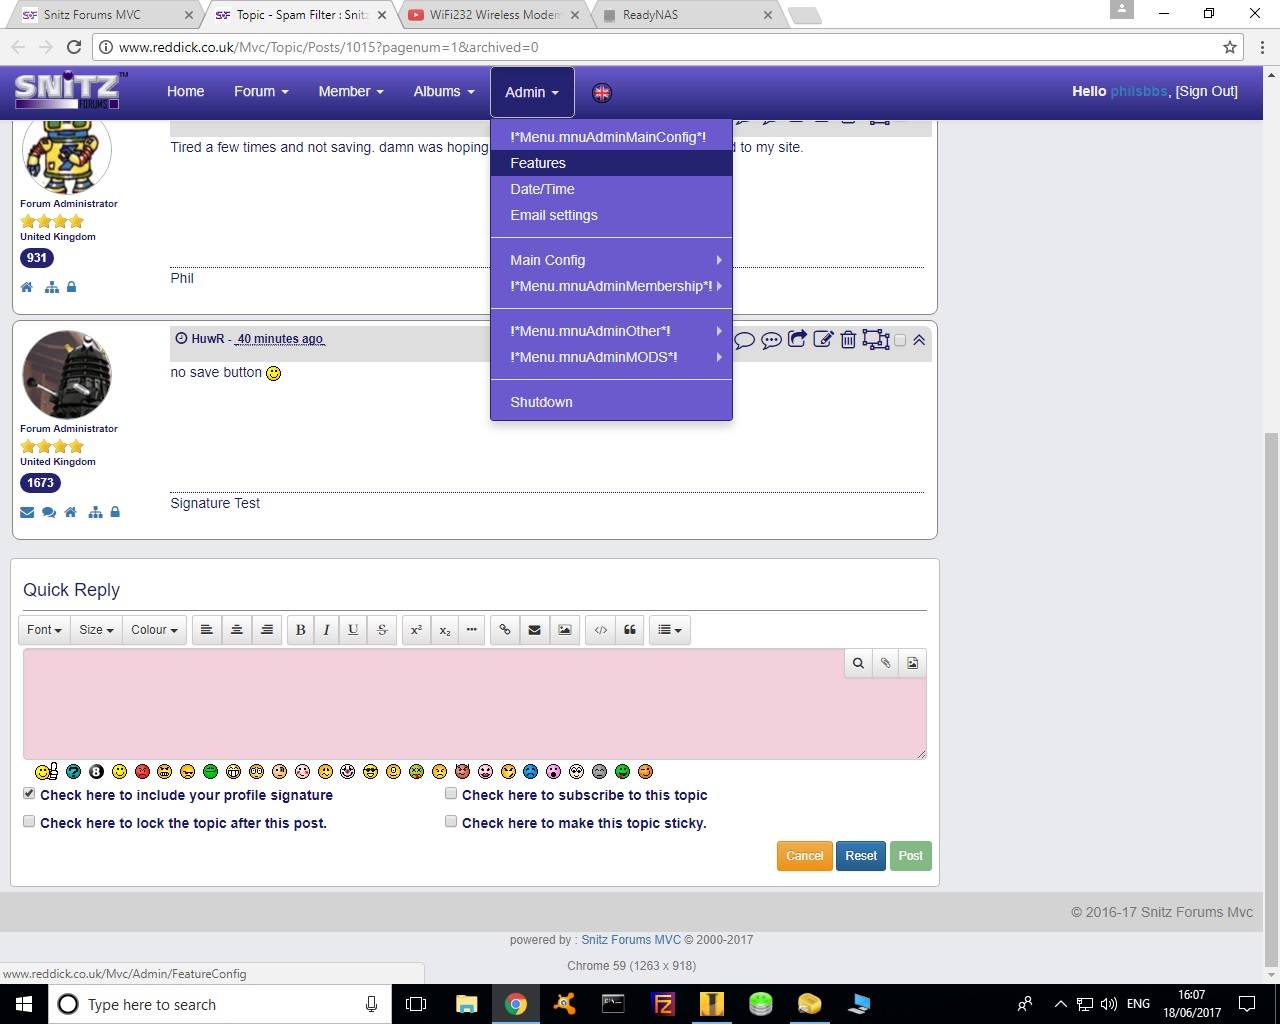 Snitz Forums MVC
Topic - Spam Filter : Snitz
WiFi232 Wireless Modem
ReadyNAS
www.reddick.co.uk/Mvc/Topic/Posts/1015?pagenum=1&archived=0
SNITZ™
FORUMS
Home
Forum
Member
Albums
Admin
Hello philsbbs, [Sign Out]
!*Menu.mnuAdminMainConfig*!
Features
Date/Time
Email settings
Main Config
!*Menu.mnuAdminMembership*!
!*Menu.mnuAdminOther*!
!*Menu.mnuAdminMODS*!
Shutdown
Tired a few times and not saving. damn was hoping
d to my site.
Forum Administrator
United Kingdom
931
Phil
HuwR - 40 minutes ago
no save button
Forum Administrator
United Kingdom
1673
Signature Test
Quick Reply
Font
Size
Colour
B I U S x² x₂ ···
</>
Check here to include your profile signature
Check here to subscribe to this topic
Check here to lock the topic after this post.
Check here to make this topic sticky.
Cancel
Reset
Post
© 2016-17 Snitz Forums Mvc
powered by : Snitz Forums MVC © 2000-2017
Chrome 59 (1263 x 918)
www.reddick.co.uk/Mvc/Admin/FeatureConfig
Type here to search
ENG
16:07
18/06/2017